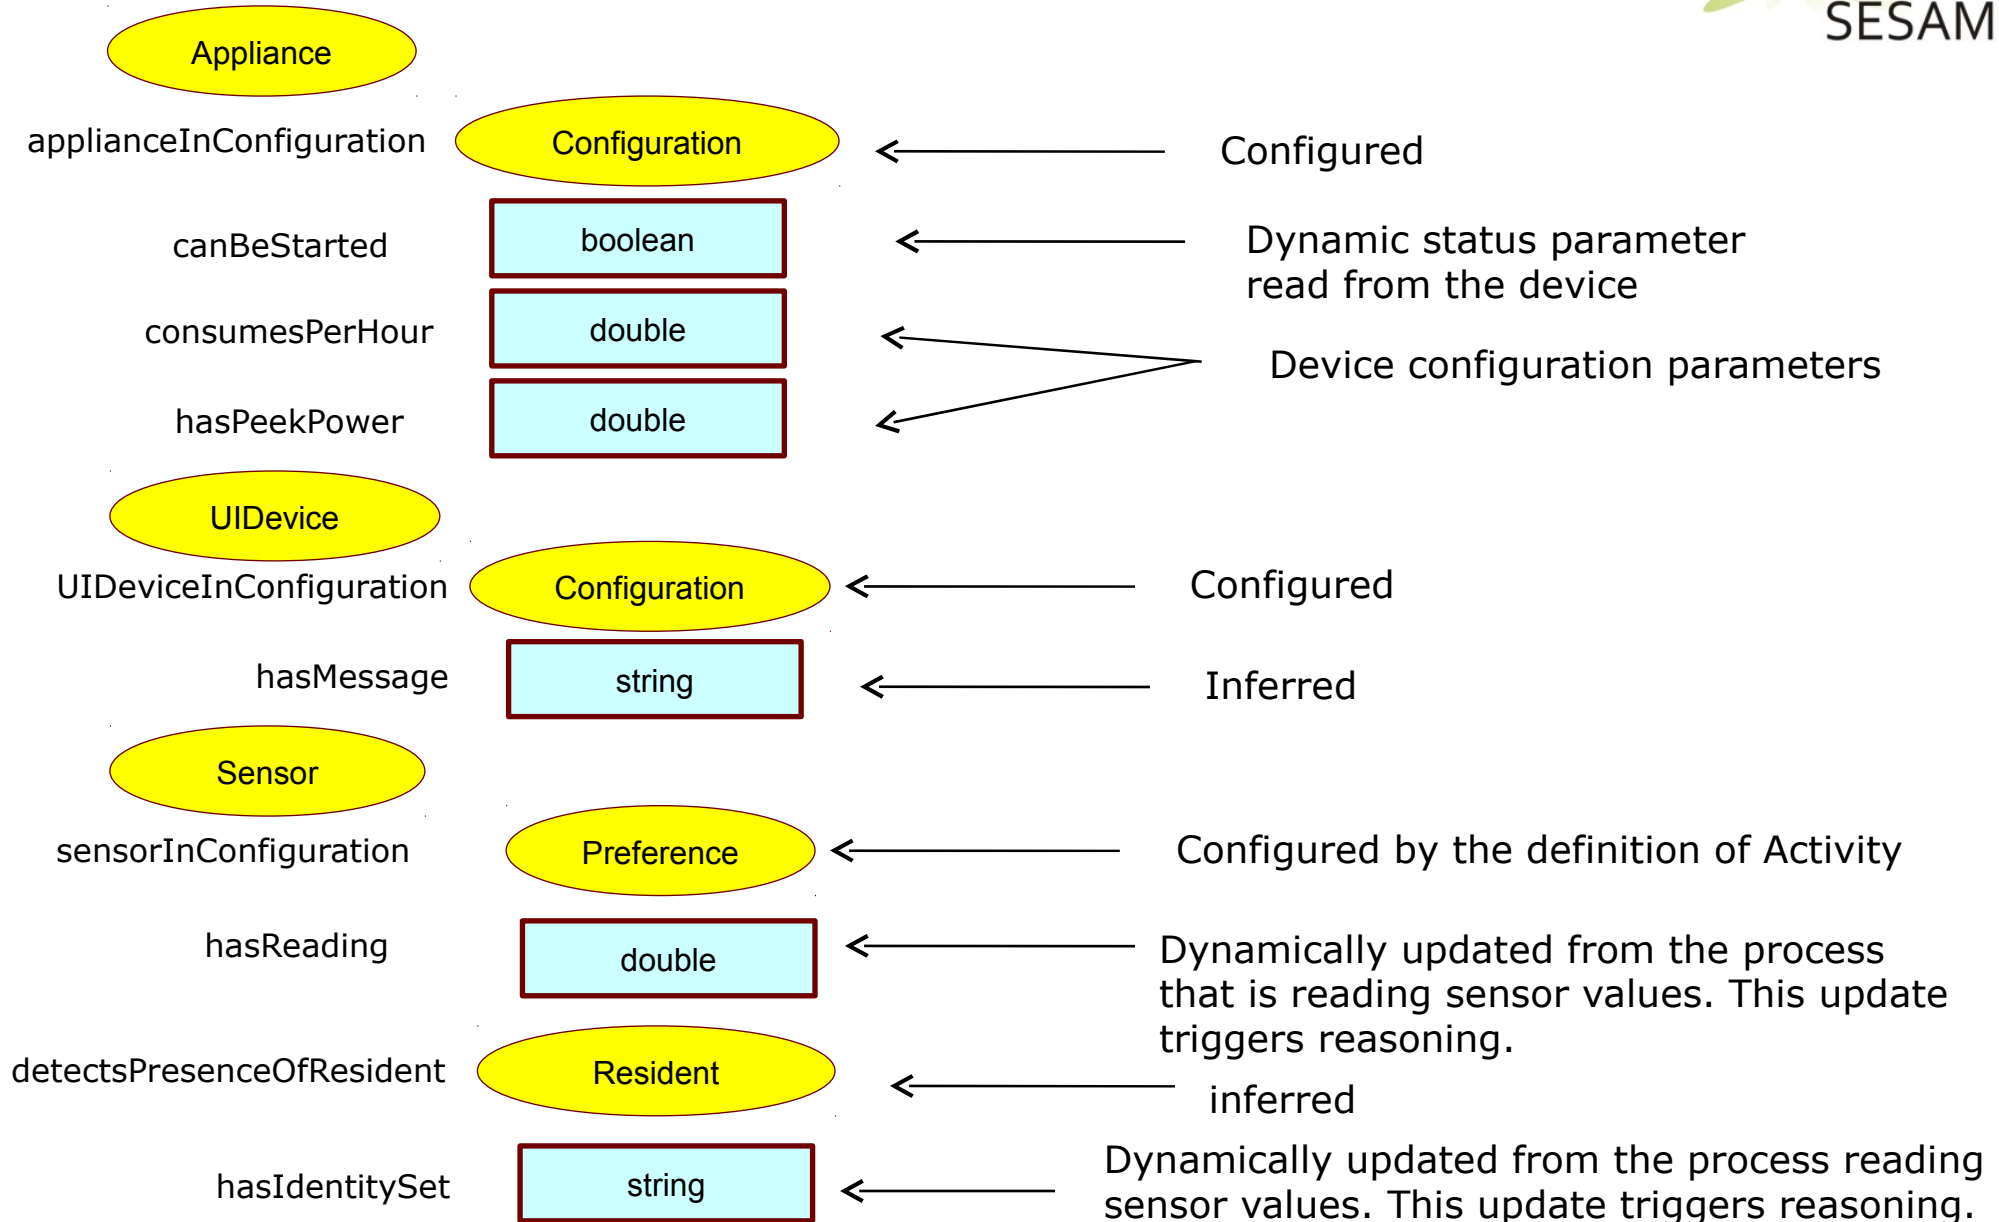 SESAM
Appliance
applianceInConfiguration
Configuration
Configured
canBeStarted
boolean
Dynamic status parameter
read from the device
consumesPerHour
double
Device configuration parameters
hasPeekPower
double
UIDevice
UIDeviceInConfiguration
Configuration
Configured
hasMessage
string
Inferred
Sensor
sensorInConfiguration
Preference
Configured by the definition of Activity
hasReading
double
Dynamically updated from the process
that is reading sensor values. This update
triggers reasoning.
detectsPresenceOfResident
Resident
inferred
hasIdentitySet
string
Dynamically updated from the process reading
sensor values. This update triggers reasoning.